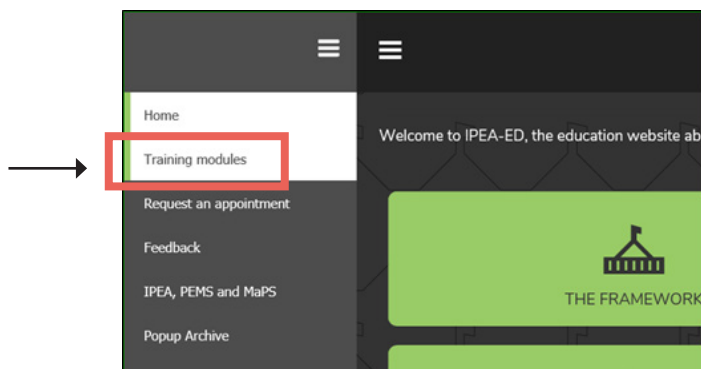 Home
Training modules
Request an appointment
Feedback
IPEA, PEMS and MaPS
Popup Archive
Welcome to IPEA-ED, the education website ab
THE FRAMEWORK